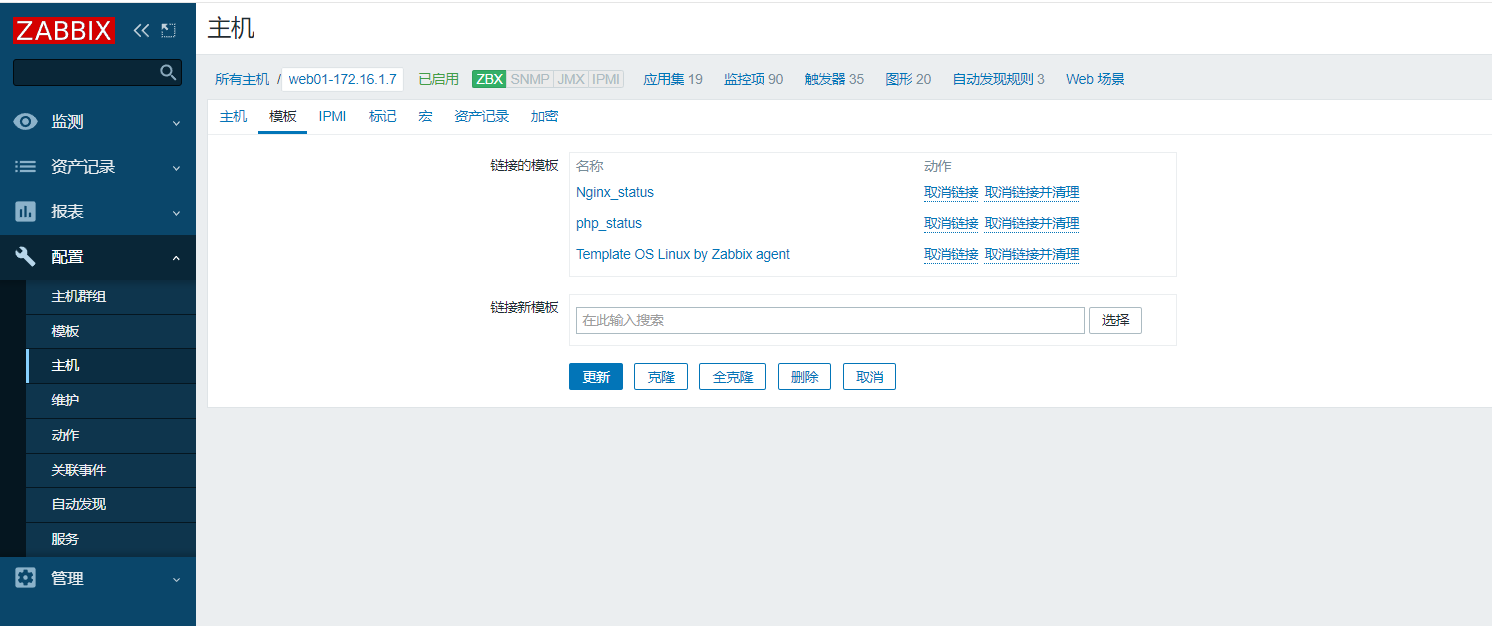 ZABBIX
监测
资产记录
报表
配置
主机群组
模板
主机
维护
动作
关联事件
自动发现
服务
管理
主机
所有主机 / web01-172.16.1.7 已启用 ZBX SNMP JMX IPMI 应用集 19 监控项 90 触发器 35 图形 20 自动发现规则 3 Web 场景
主机 模板 IPMI 标记 宏 资产记录 加密
链接的模板 名称 动作
Nginx_status 取消链接 取消链接并清理
php_status 取消链接 取消链接并清理
Template OS Linux by Zabbix agent 取消链接 取消链接并清理
链接新模板 在此输入搜索 选择
更新 克隆 全克隆 删除 取消